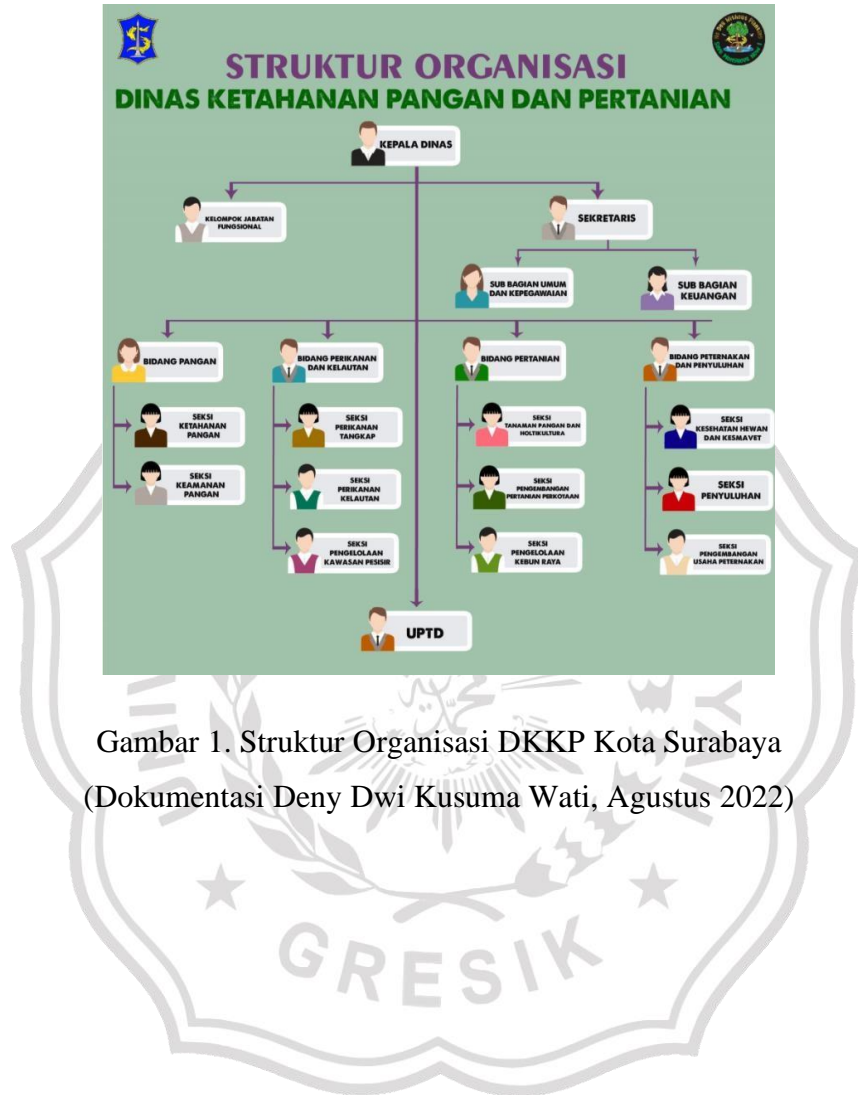 STRUKTUR ORGANISASI
DINAS KETAHANAN PANGAN DAN PERTANIAN
KEPALA DINAS
KELOMPOK JABATAN
FUNGSIONAL
SEKRETARIS
SUB BAGIAN UMUM
DAN KEPEGAWAIAN
SUB BAGIAN
KEUANGAN
BIDANG PANGAN
BIDANG PERIKANAN
DAN KELAUTAN
BIDANG PERTANIAN
BIDANG PETERNAKAN
DAN PENYULUHAN
SEKSI
KETAHANAN
PANGAN
SEKSI
PERIKANAN
TANGKAP
SEKSI
TANAMAN PANGAN DAN
HOLTIKULTURA
SEKSI
KESEHATAN HEWAN
DAN KESMAVET
SEKSI
KEAMANAN
PANGAN
SEKSI
PERIKANAN
KELAUTAN
SEKSI
PENGEMBANGAN
PERTANIAN PERKOTAAN
SEKSI
PENYULUHAN
SEKSI
PENGELOLAAN
KAWASAN PESISIR
SEKSI
PENGELOLAAN
KEBUN RAYA
SEKSI
PENGEMBANGAN
USAHA PETERNAKAN
UPTD
Gambar 1. Struktur Organisasi DKKP Kota Surabaya
(Dokumentasi Deny Dwi Kusuma Wati, Agustus 2022)
GRESIK